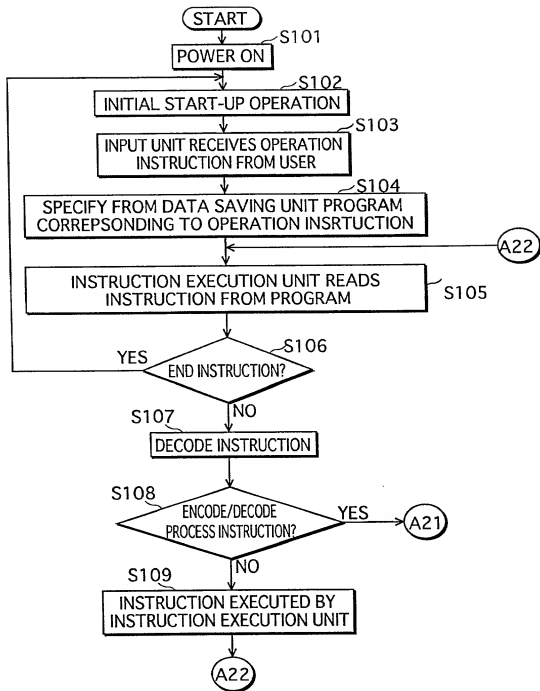 START
S101
POWER ON
S102
INITIAL START-UP OPERATION
S103
INPUT UNIT RECEIVES OPERATION
INSTRUCTION FROM USER
S104
SPECIFY FROM DATA SAVING UNIT PROGRAM
CORREPSONDING TO OPERATION INSRTUCTION
A22
INSTRUCTION EXECUTION UNIT READS
INSTRUCTION FROM PROGRAM
S105
S106
YES
END INSTRUCTION?
NO
S107
DECODE INSTRUCTION
S108
ENCODE/DECODE
PROCESS INSTRUCTION?
YES
A21
NO
S109
INSTRUCTION EXECUTED BY
INSTRUCTION EXECUTION UNIT
A22